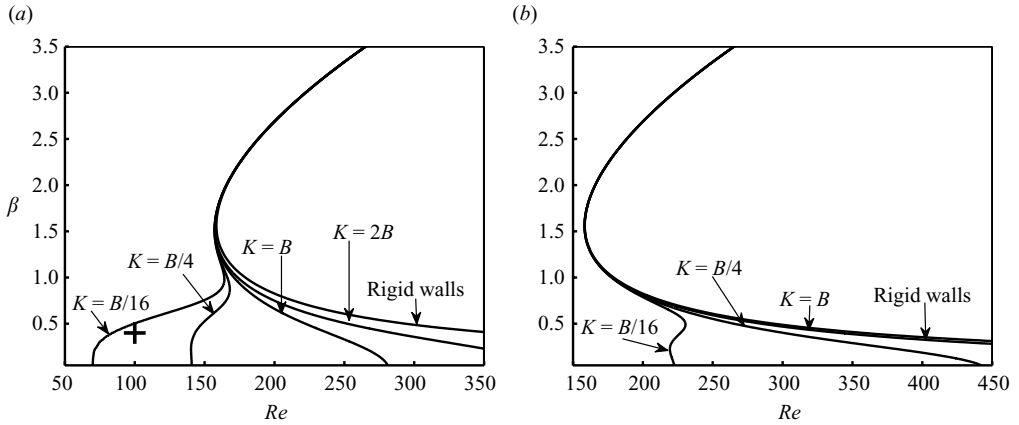 (a) (b)
3.5 3.5
3.0 3.0
2.5 2.5
2.0 2.0
β
1.5 1.5
K = 2B
K = B
K = B/4 K = B/4
1.0 1.0
Rigid walls K = B Rigid walls
K = B/16
0.5 0.5
K = B/16
50 100 150 200 250 300 350 150 200 250 300 350 400 450
Re Re